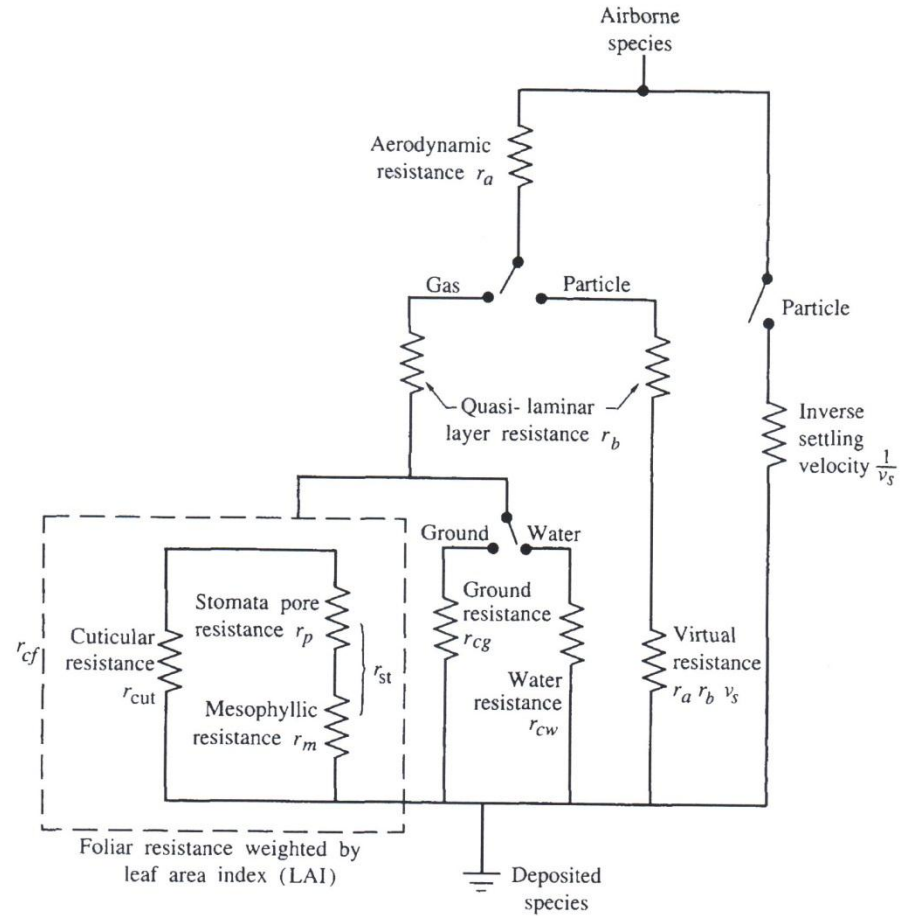 Airborne
species
Aerodynamic
resistance r_a
Gas
Particle
Particle
Quasi-laminar
layer resistance r_b
Inverse
settling
velocity 1/v_s
Ground
Water
Ground
resistance
r_cg
Stomata pore
resistance r_p
Cuticular
resistance
r_cut
r_cf
r_st
Mesophyllic
resistance r_m
Water
resistance
r_cw
Virtual
resistance
r_a r_b v_s
Foliar resistance weighted by
leaf area index (LAI)
Deposited
species